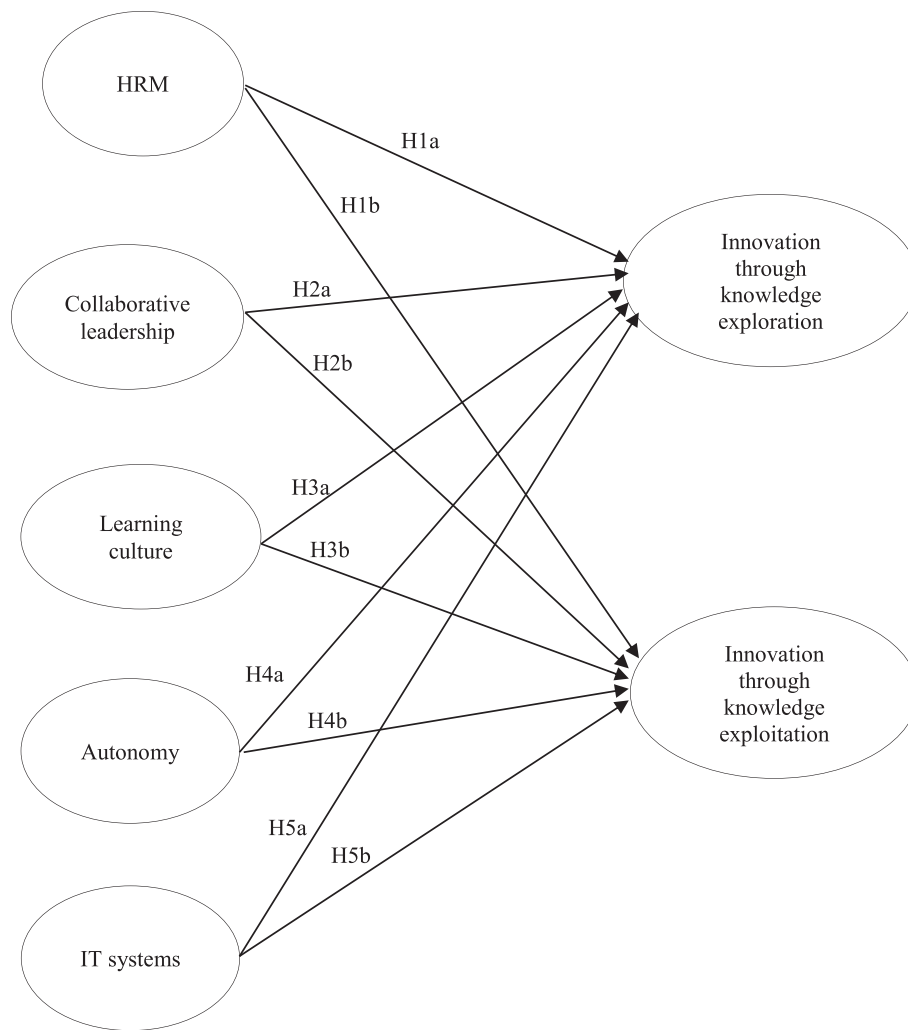 HRM
H1a
H1b
Innovation
through
knowledge
exploration
Collaborative
leadership
H2a
H2b
Learning
culture
H3a
H3b
Innovation
through
knowledge
exploitation
Autonomy
H4a
H4b
IT systems
H5a
H5b